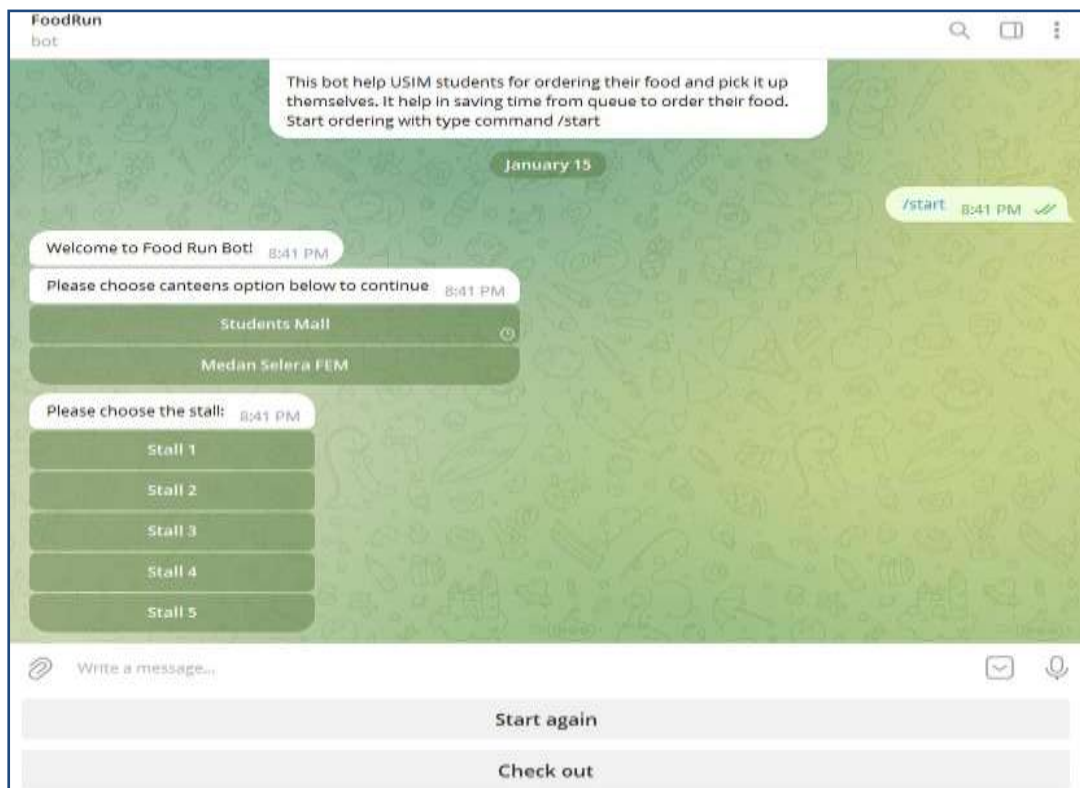 FoodRun
bot
This bot help USIM students for ordering their food and pick it up
themselves. It help in saving time from queue to order their food.
Start ordering with type command /start
January 15
/start 8:41 PM
Welcome to Food Run Bot! 8:41 PM
Please choose canteens option below to continue 8:41 PM
Students Mall
Medan Selera FEM
Please choose the stall: 8:41 PM
Stall 1
Stall 2
Stall 3
Stall 4
Stall 5
Write a message...
Start again
Check out